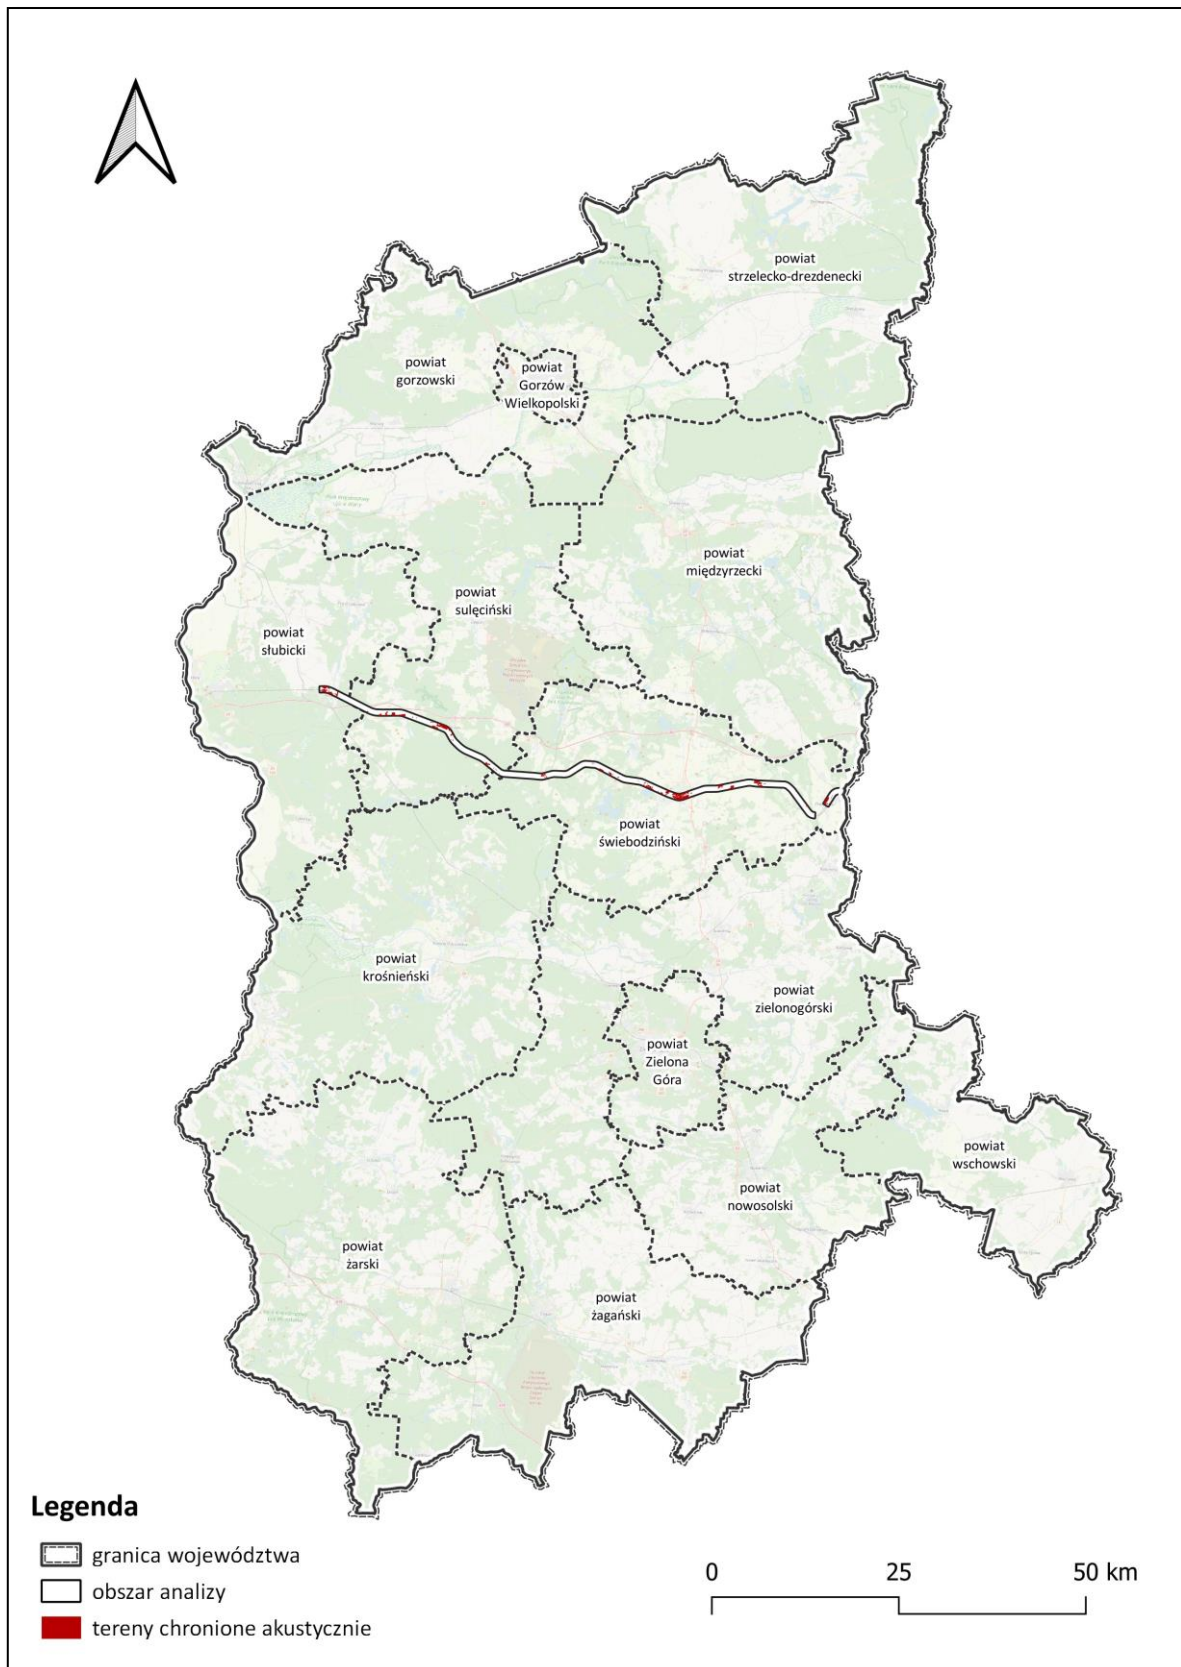 powiat
strzelecko-drezdenecki
powiat
gorzowski
powiat
Gorzów
Wielkopolski
powiat
międzyrzecki
powiat
sulęciński
powiat
słubicki
powiat
świebodziński
powiat
krośnieński
powiat
zielonogórski
powiat
Zielona
Góra
powiat
wschowski
powiat
nowosolski
powiat
żarski
powiat
żagański
Legenda
granica województwa
obszar analizy
tereny chronione akustycznie
0 25 50 km